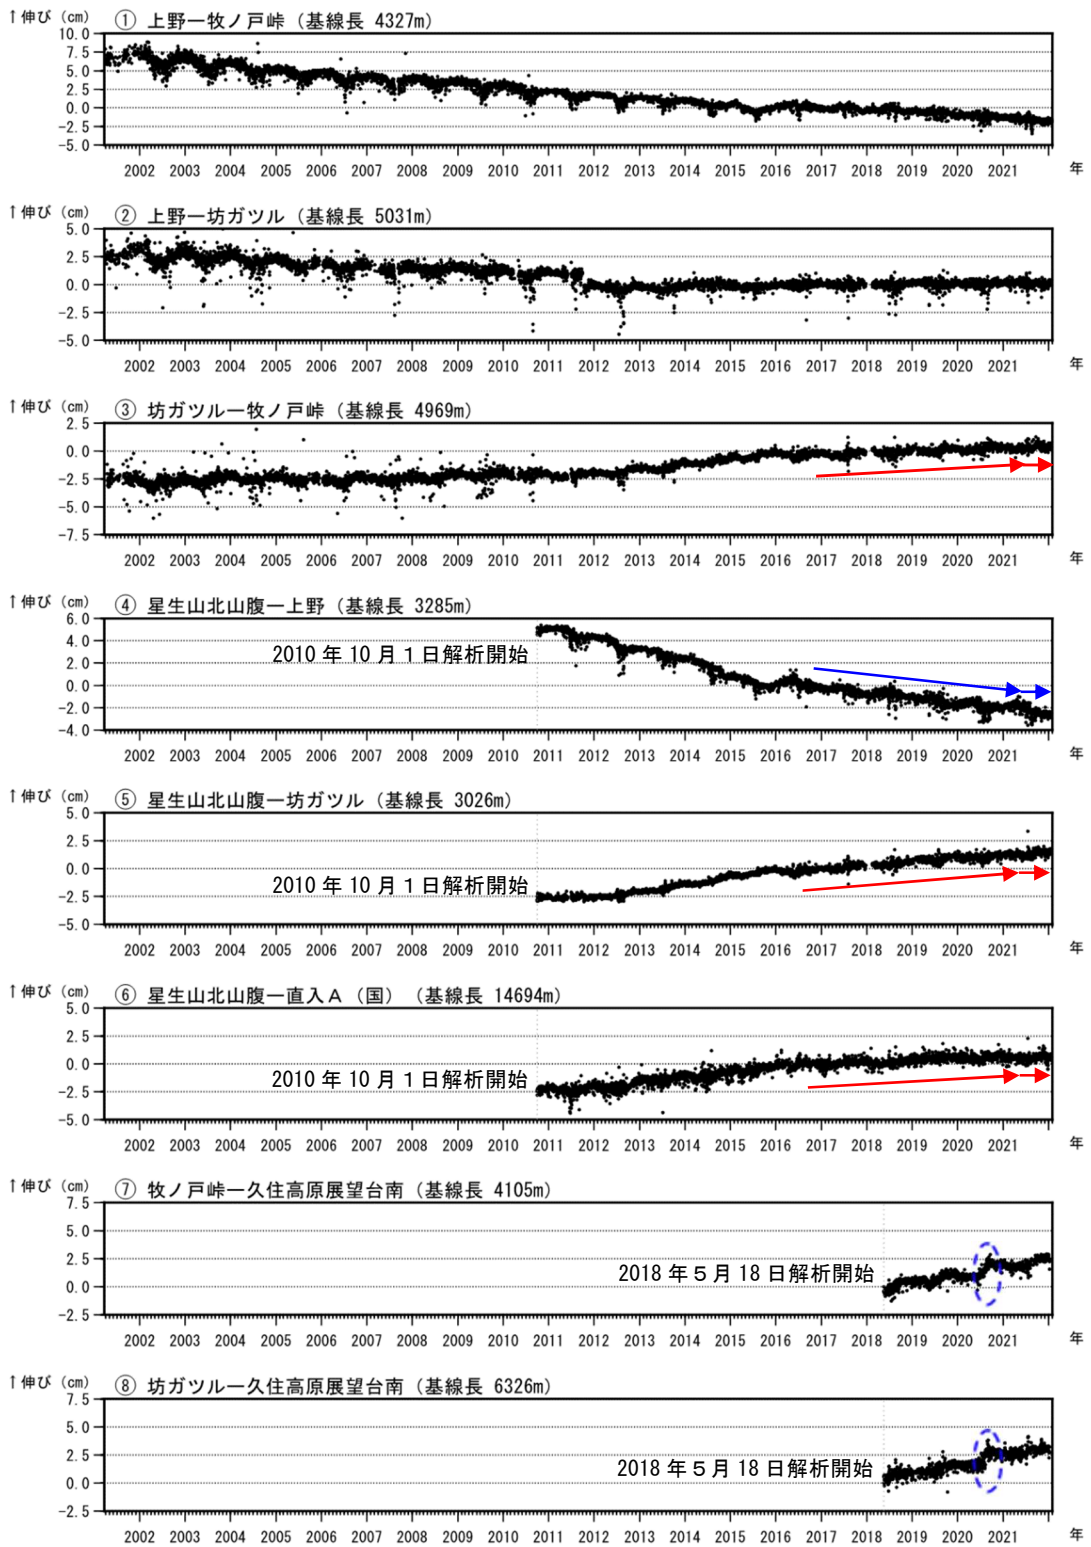 ↑伸び (cm) ① 上野ー牧ノ戸峠 (基線長 4327m)
10.0
7.5
5.0
2.5
0.0
−2.5
−5.0
2002 2003 2004 2005 2006 2007 2008 2009 2010 2011 2012 2013 2014 2015 2016 2017 2018 2019 2020 2021 年
↑伸び (cm) ② 上野ー坊ガツル (基線長 5031m)
5.0
2.5
0.0
−2.5
−5.0
2002 2003 2004 2005 2006 2007 2008 2009 2010 2011 2012 2013 2014 2015 2016 2017 2018 2019 2020 2021 年
↑伸び (cm) ③ 坊ガツルー牧ノ戸峠 (基線長 4969m)
2.5
0.0
−2.5
−5.0
−7.5
2002 2003 2004 2005 2006 2007 2008 2009 2010 2011 2012 2013 2014 2015 2016 2017 2018 2019 2020 2021 年
↑伸び (cm) ④ 星生山北山腹ー上野 (基線長 3285m)
6.0
4.0
2010 年 10 月 1 日解析開始
2.0
0.0
−2.0
−4.0
2002 2003 2004 2005 2006 2007 2008 2009 2010 2011 2012 2013 2014 2015 2016 2017 2018 2019 2020 2021 年
↑伸び (cm) ⑤ 星生山北山腹ー坊ガツル (基線長 3026m)
5.0
2.5
0.0
2010 年 10 月 1 日解析開始
−2.5
−5.0
2002 2003 2004 2005 2006 2007 2008 2009 2010 2011 2012 2013 2014 2015 2016 2017 2018 2019 2020 2021 年
↑伸び (cm) ⑥ 星生山北山腹ー直入A (国) (基線長 14694m)
5.0
2.5
0.0
2010 年 10 月 1 日解析開始
−2.5
−5.0
2002 2003 2004 2005 2006 2007 2008 2009 2010 2011 2012 2013 2014 2015 2016 2017 2018 2019 2020 2021 年
↑伸び (cm) ⑦ 牧ノ戸峠ー久住高原展望台南 (基線長 4105m)
7.5
5.0
2.5
2018 年 5 月 18 日解析開始
0.0
−2.5
2002 2003 2004 2005 2006 2007 2008 2009 2010 2011 2012 2013 2014 2015 2016 2017 2018 2019 2020 2021 年
↑伸び (cm) ⑧ 坊ガツルー久住高原展望台南 (基線長 6326m)
7.5
5.0
2.5
2018 年 5 月 18 日解析開始
0.0
−2.5
2002 2003 2004 2005 2006 2007 2008 2009 2010 2011 2012 2013 2014 2015 2016 2017 2018 2019 2020 2021 年